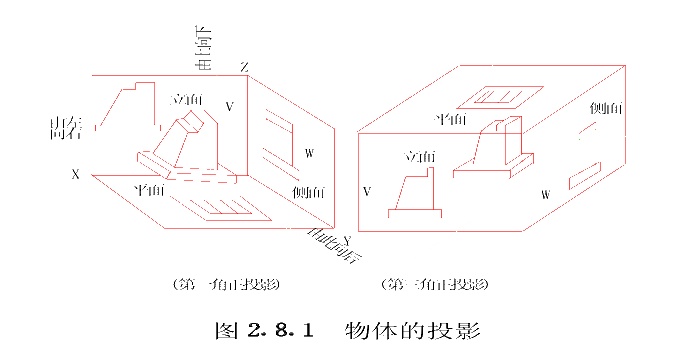 由上向下
Z
立面
V
由左
向右
W
X
平面
侧面
Y
由此向后
侧面
平面
立面
V
W
(第一角正投影)
(第三角正投影)
图 2.8.1 物体的投影